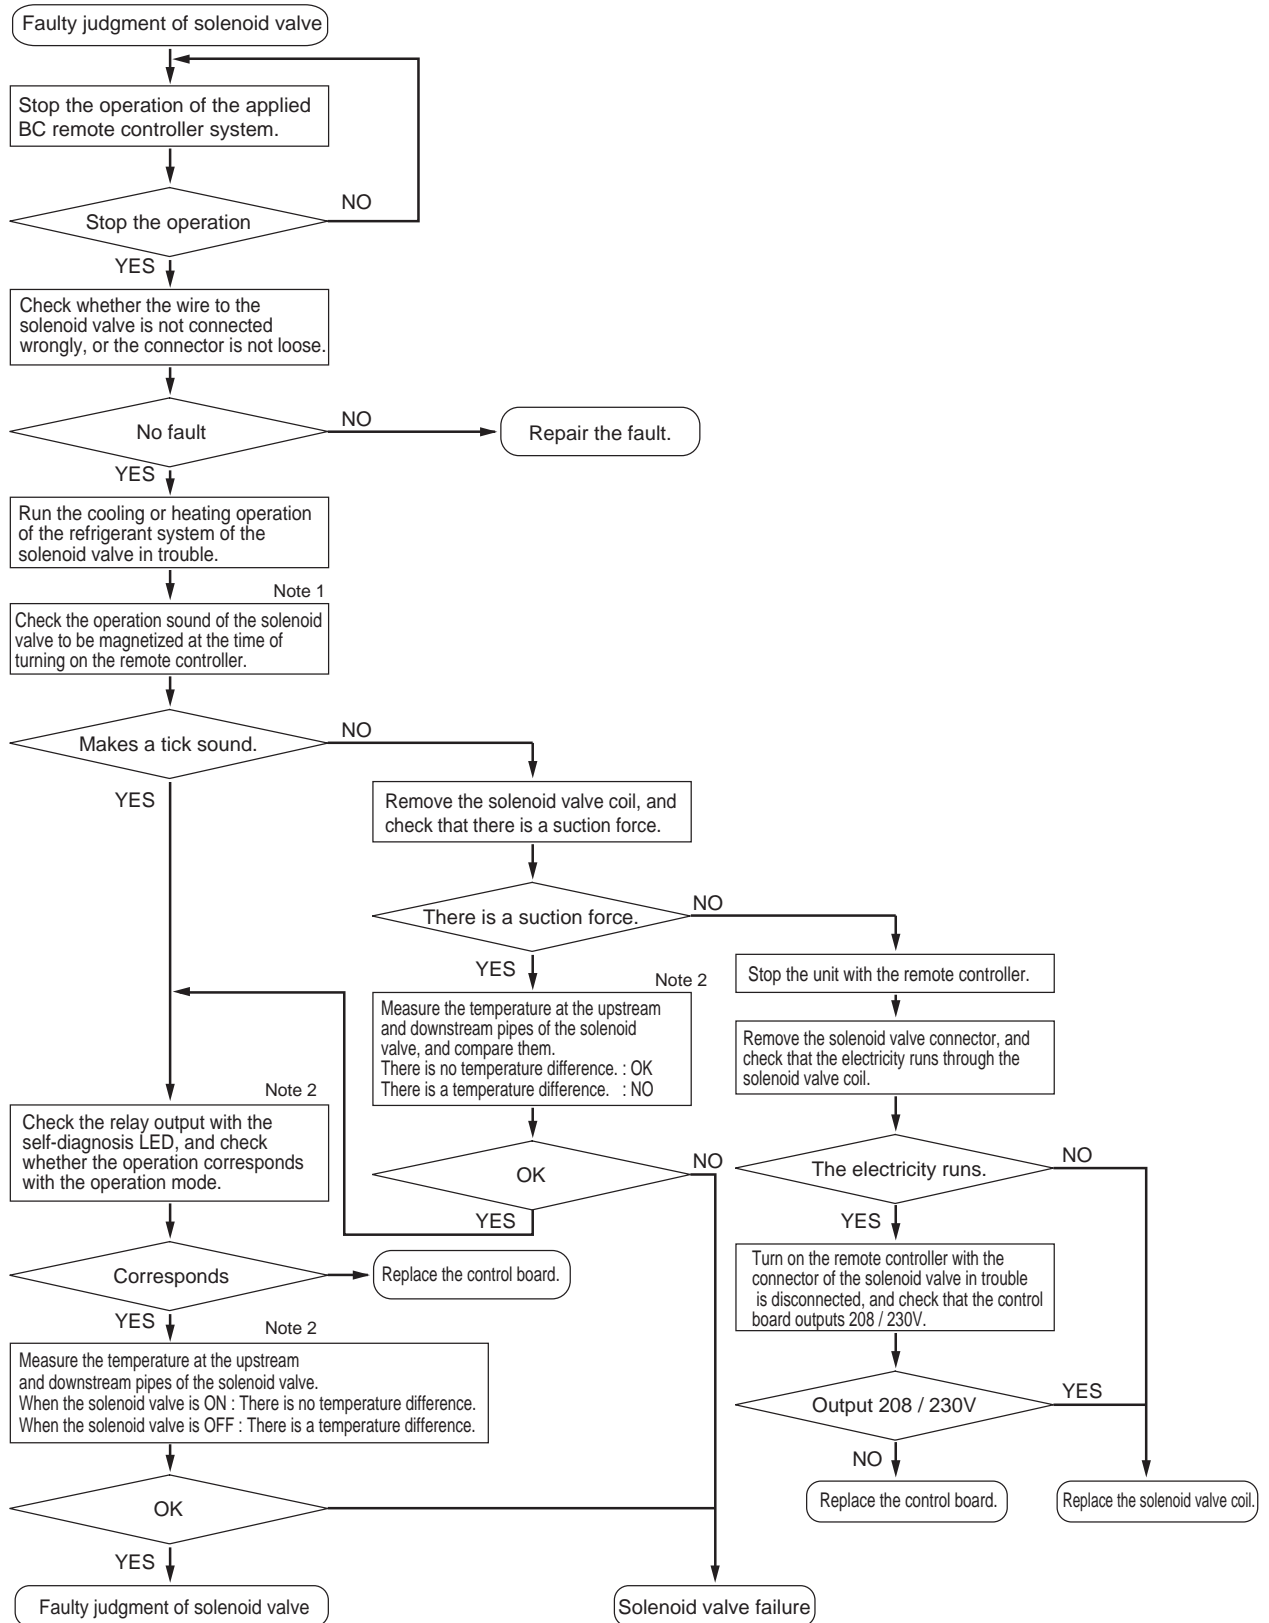 Faulty judgment of solenoid valve
Stop the operation of the applied
BC remote controller system.
NO
Stop the operation
YES
Check whether the wire to the
solenoid valve is not connected
wrongly, or the connector is not loose.
NO
No fault
Repair the fault.
YES
Run the cooling or heating operation
of the refrigerant system of the
solenoid valve in trouble.
Note 1
Check the operation sound of the solenoid
valve to be magnetized at the time of
turning on the remote controller.
NO
Makes a tick sound.
YES
Remove the solenoid valve coil, and
check that there is a suction force.
NO
There is a suction force.
YES
Note 2
Measure the temperature at the upstream
and downstream pipes of the solenoid
valve, and compare them.
There is no temperature difference. : OK
There is a temperature difference. : NO
Stop the unit with the remote controller.
Remove the solenoid valve connector, and
check that the electricity runs through the
solenoid valve coil.
Note 2
Check the relay output with the
self-diagnosis LED, and check
whether the operation corresponds
with the operation mode.
NO
OK
YES
NO
The electricity runs.
YES
Corresponds
Replace the control board.
Turn on the remote controller with the
connector of the solenoid valve in trouble
is disconnected, and check that the control
board outputs 208 / 230V.
YES
Note 2
Measure the temperature at the upstream
and downstream pipes of the solenoid valve.
When the solenoid valve is ON : There is no temperature difference.
When the solenoid valve is OFF : There is a temperature difference.
YES
Output 208 / 230V
NO
Replace the control board.
Replace the solenoid valve coil.
OK
YES
Faulty judgment of solenoid valve
Solenoid valve failure